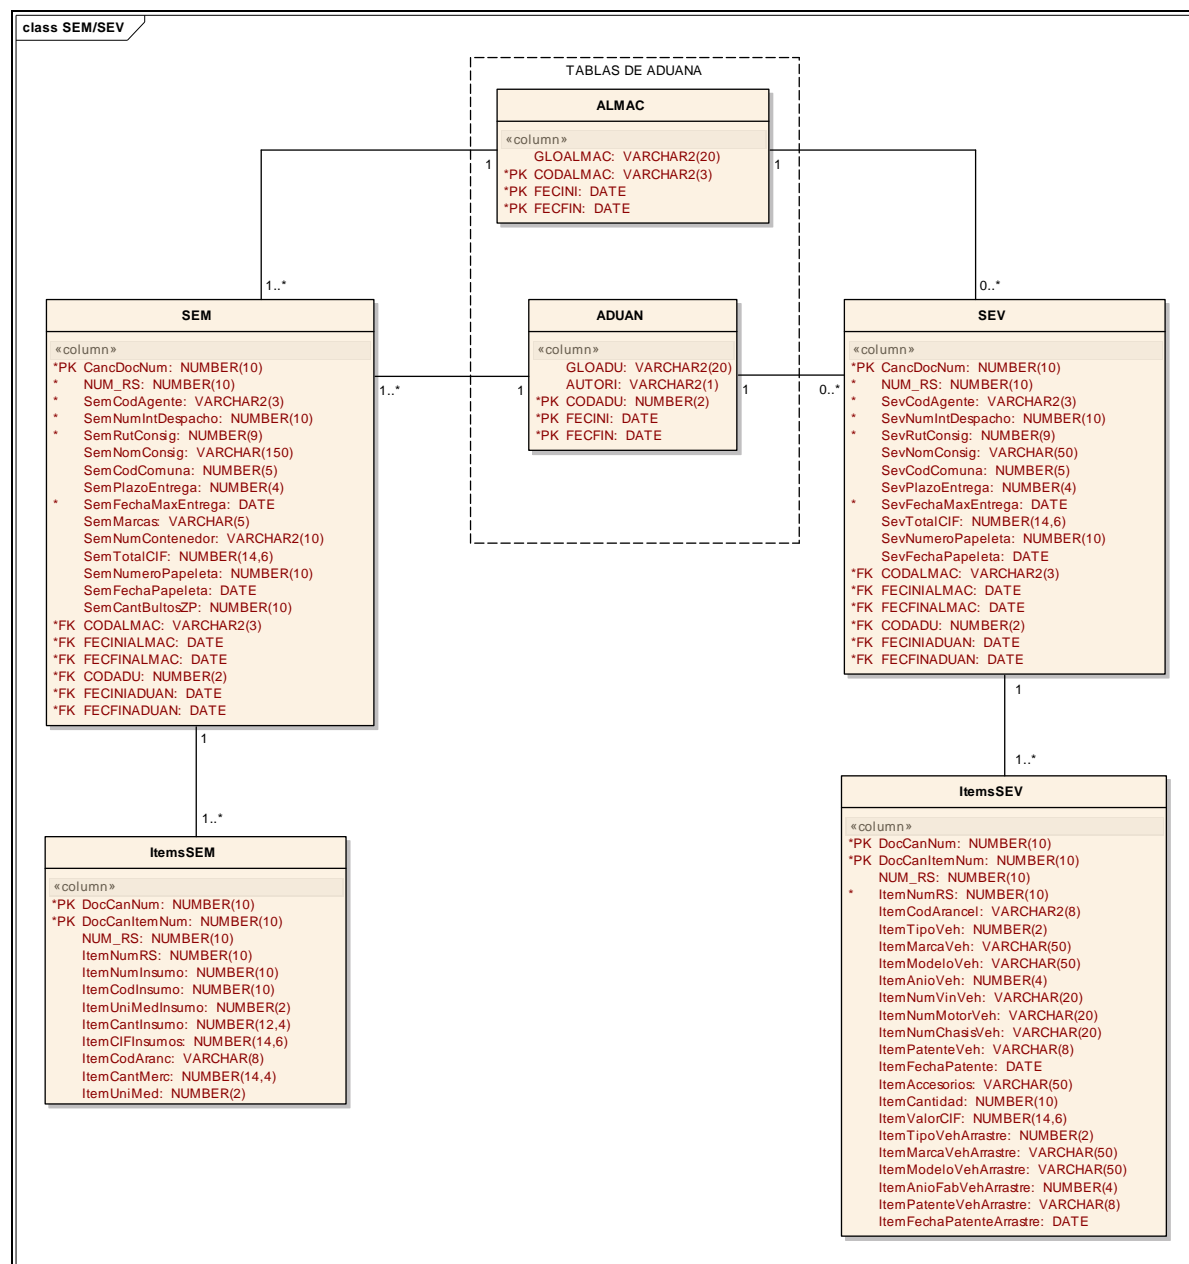 class SEM/SEV
TABLAS DE ADUANA
ALMAC
«column»
GLOALMAC: VARCHAR2(20)
*PK CODALMAC: VARCHAR2(3)
*PK FECINI: DATE
*PK FECFIN: DATE
1
1
1..*
0..*
SEM
«column»
*PK CancDocNum: NUMBER(10)
* NUM_RS: NUMBER(10)
* SemCodAgente: VARCHAR2(3)
* SemNumIntDespacho: NUMBER(10)
* SemRutConsig: NUMBER(9)
SemNomConsig: VARCHAR(150)
SemCodComuna: NUMBER(5)
SemPlazoEntrega: NUMBER(4)
* SemFechaMaxEntrega: DATE
SemMarcas: VARCHAR(5)
SemNumContenedor: VARCHAR2(10)
SemTotalCIF: NUMBER(14,6)
SemNumeroPapeleta: NUMBER(10)
SemFechaPapeleta: DATE
SemCantBultosZP: NUMBER(10)
*FK CODALMAC: VARCHAR2(3)
*FK FECINIALMAC: DATE
*FK FECFINALMAC: DATE
*FK CODADU: NUMBER(2)
*FK FECINIADUAN: DATE
*FK FECFINADUAN: DATE
ADUAN
«column»
GLOADU: VARCHAR2(20)
AUTORI: VARCHAR2(1)
*PK CODADU: NUMBER(2)
*PK FECINI: DATE
*PK FECFIN: DATE
1..*
1
1
0..*
SEV
«column»
*PK CancDocNum: NUMBER(10)
* NUM_RS: NUMBER(10)
* SevCodAgente: VARCHAR2(3)
* SevNumIntDespacho: NUMBER(10)
* SevRutConsig: NUMBER(9)
SevNomConsig: VARCHAR(50)
SevCodComuna: NUMBER(5)
SevPlazoEntrega: NUMBER(4)
* SevFechaMaxEntrega: DATE
SevTotalCIF: NUMBER(14,6)
SevNumeroPapeleta: NUMBER(10)
SevFechaPapeleta: DATE
*FK CODALMAC: VARCHAR2(3)
*FK FECINIALMAC: DATE
*FK FECFINALMAC: DATE
*FK CODADU: NUMBER(2)
*FK FECINIADUAN: DATE
*FK FECFINADUAN: DATE
1
1..*
1
1..*
ItemsSEM
«column»
*PK DocCanNum: NUMBER(10)
*PK DocCanItemNum: NUMBER(10)
NUM_RS: NUMBER(10)
ItemNumRS: NUMBER(10)
ItemNumInsumo: NUMBER(10)
ItemCodInsumo: NUMBER(10)
ItemUniMedInsumo: NUMBER(2)
ItemCantInsumo: NUMBER(12,4)
ItemCIFInsumos: NUMBER(14,6)
ItemCodAranc: VARCHAR(8)
ItemCantMerc: NUMBER(14,4)
ItemUniMed: NUMBER(2)
ItemsSEV
«column»
*PK DocCanNum: NUMBER(10)
*PK DocCanItemNum: NUMBER(10)
NUM_RS: NUMBER(10)
* ItemNumRS: NUMBER(10)
ItemCodArancel: VARCHAR2(8)
ItemTipoVeh: NUMBER(2)
ItemMarcaVeh: VARCHAR(50)
ItemModeloVeh: VARCHAR(50)
ItemAnioVeh: NUMBER(4)
ItemNumVinVeh: VARCHAR(20)
ItemNumMotorVeh: VARCHAR(20)
ItemNumChasisVeh: VARCHAR(20)
ItemPatenteVeh: VARCHAR(8)
ItemFechaPatente: DATE
ItemAccesorios: VARCHAR(50)
ItemCantidad: NUMBER(10)
ItemValorCIF: NUMBER(14,6)
ItemTipoVehArrastre: NUMBER(2)
ItemMarcaVehArrastre: VARCHAR(50)
ItemModeloVehArrastre: VARCHAR(50)
ItemAnioFabVehArrastre: NUMBER(4)
ItemPatenteVehArrastre: VARCHAR(8)
ItemFechaPatenteArrastre: DATE